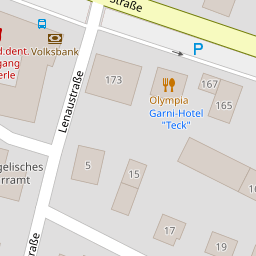 Straße
P
d.dent.
gang
erle
Volksbank
173
167
165
Olympia
Garni-Hotel
"Teck"
Lenaustraße
5
15
gelisches
rramt
17
19
straße